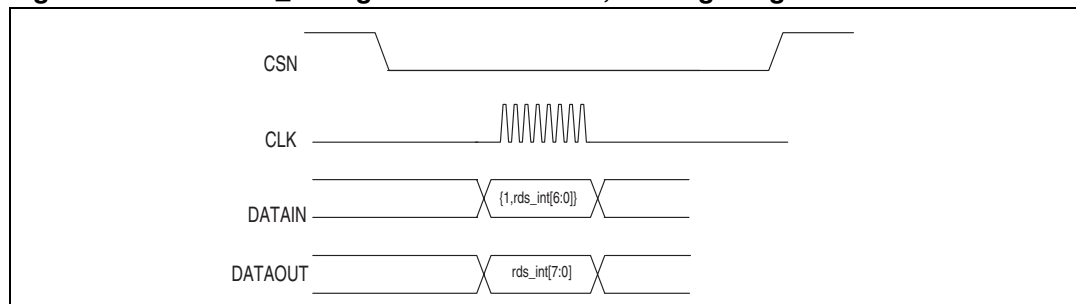 CSN
CLK
DATAIN
{1,rds_int[6:0]}
DATAOUT
rds_int[7:0]